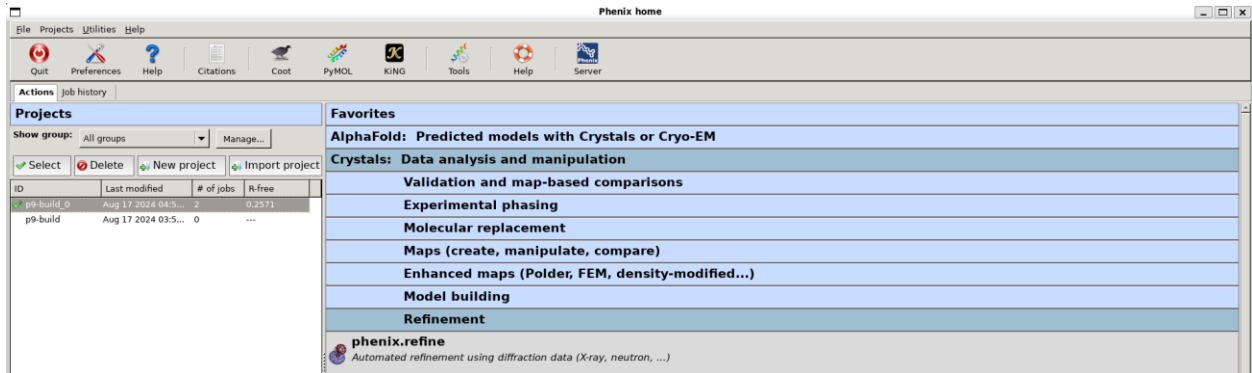 Phenix home
File Projects Utilities Help
Quit Preferences Help Citations Coot PyMOL KiNG Tools Help Server
Actions Job history
Projects
Show group: All groups Manage...
Select Delete New project Import project
ID Last modified # of jobs R-free
p9-build_0 Aug 17 2024 04:5... 2 0.2571
p9-build Aug 17 2024 03:5... 0 ---
Favorites
AlphaFold: Predicted models with Crystals or Cryo-EM
Crystals: Data analysis and manipulation
Validation and map-based comparisons
Experimental phasing
Molecular replacement
Maps (create, manipulate, compare)
Enhanced maps (Polder, FEM, density-modified...)
Model building
Refinement
phenix.refine
Automated refinement using diffraction data (X-ray, neutron, ...)